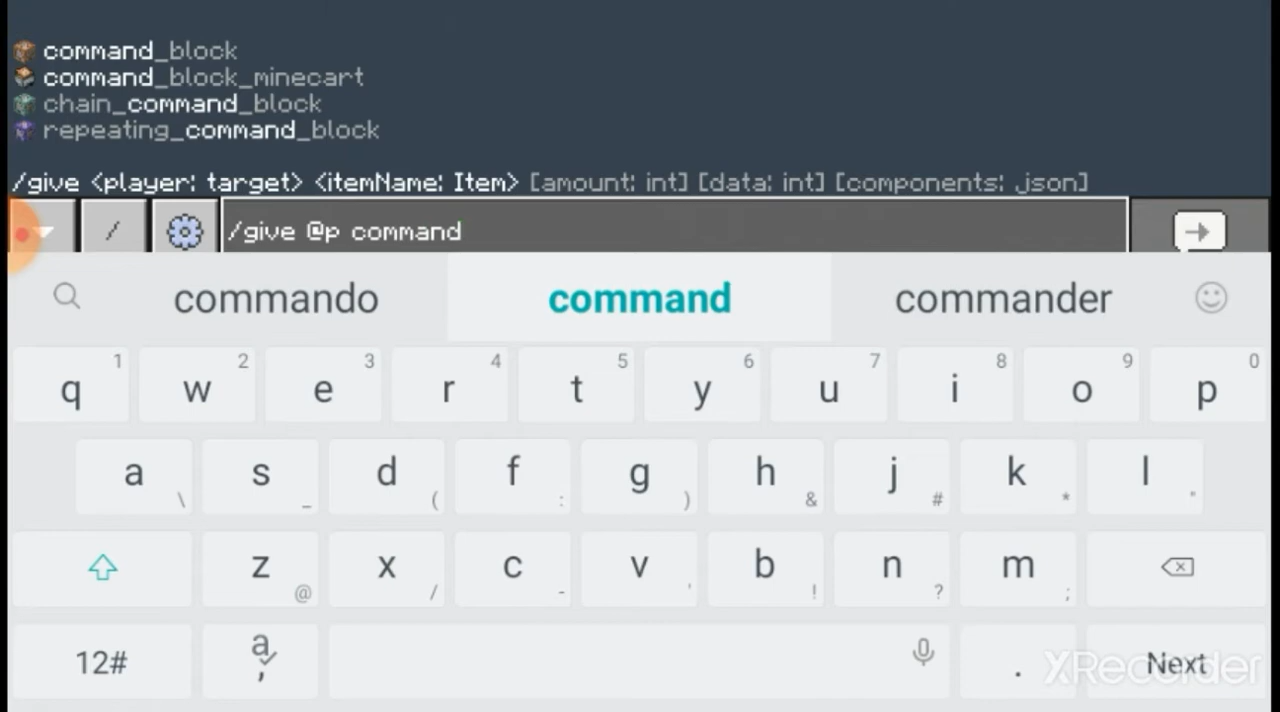 command_block
command_block_minecart
chain_command_block
repeating_command_block
/give <player: target> <itemName: Item> [amount: int] [data: int] [components: json]
/ /give @p command
commando command commander
1 2 3 4 5 6 7 8 9 0
q w e r t y u i o p
a s d f g h j k l
\ _ ( : ) & # * "
z x c v b n m
@ / - ' ! ? ;
12# a , . Next
XRecorder